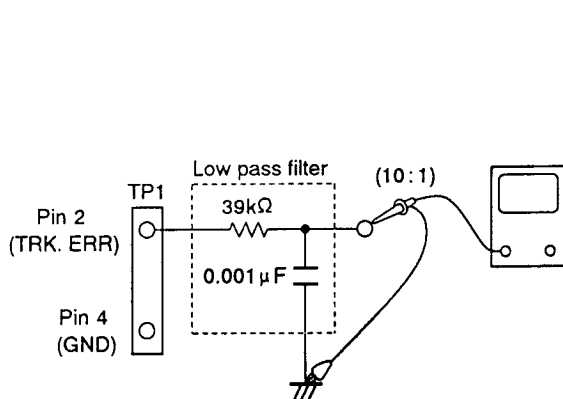 Low pass filter
(10:1)
TP1
39kΩ
Pin 2
(TRK. ERR)
0.001μF
Pin 4
(GND)